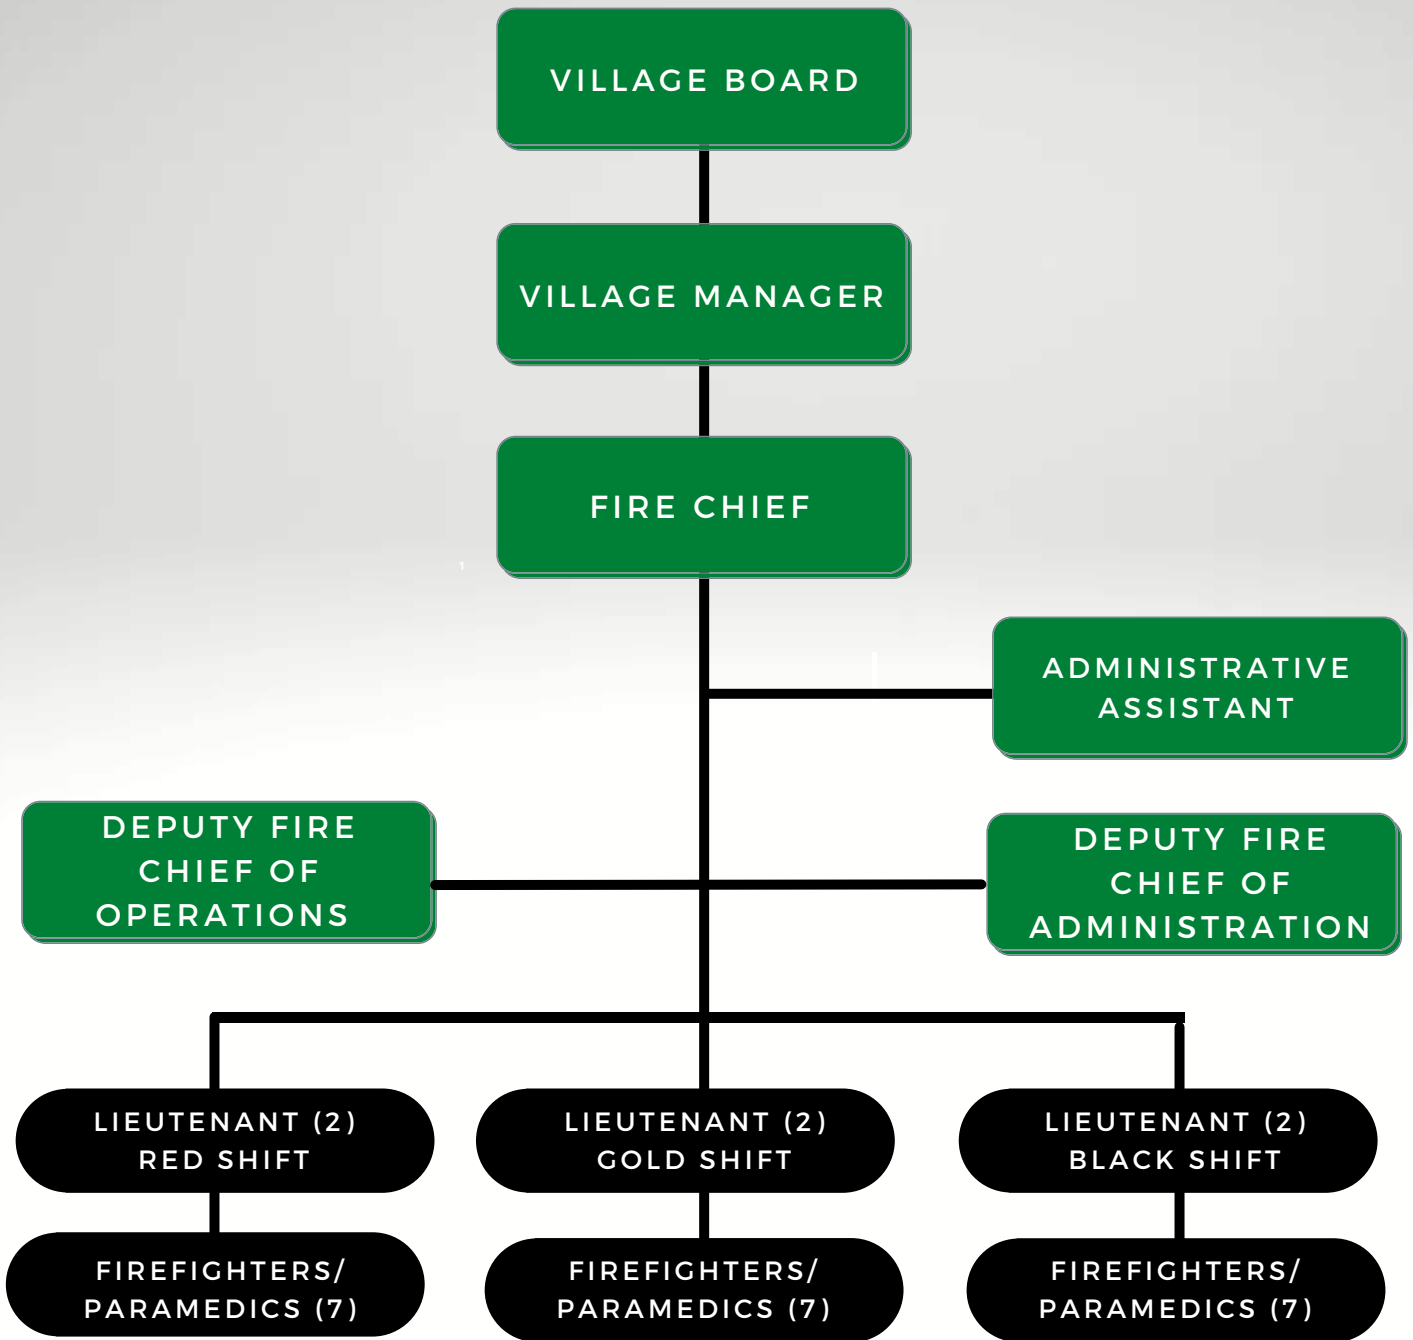 VILLAGE BOARD
VILLAGE MANAGER
FIRE CHIEF
ADMINISTRATIVE
ASSISTANT
DEPUTY FIRE
CHIEF OF
OPERATIONS
DEPUTY FIRE
CHIEF OF
ADMINISTRATION
LIEUTENANT (2)
RED SHIFT
LIEUTENANT (2)
GOLD SHIFT
LIEUTENANT (2)
BLACK SHIFT
FIREFIGHTERS/
PARAMEDICS (7)
FIREFIGHTERS/
PARAMEDICS (7)
FIREFIGHTERS/
PARAMEDICS (7)